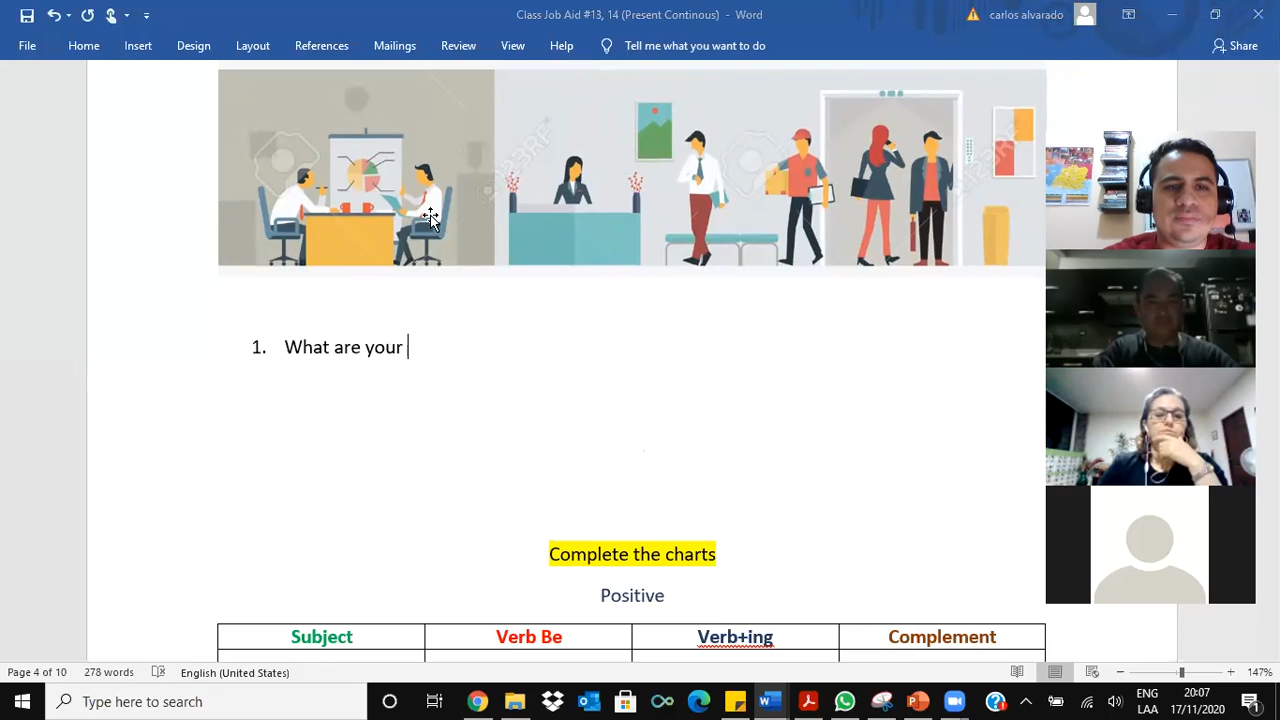 Class Job Aid #13, 14 (Present Continous) - Word
carlos alvarado
File Home Insert Design Layout References Mailings Review View Help Tell me what you want to do Share
123RF
1. What are your
Complete the charts
Positive
Subject Verb Be Verb+ing Complement
Page 4 of 10 278 words English (United States) 147%
Type here to search
ENG 20:07
LAA 17/11/2020